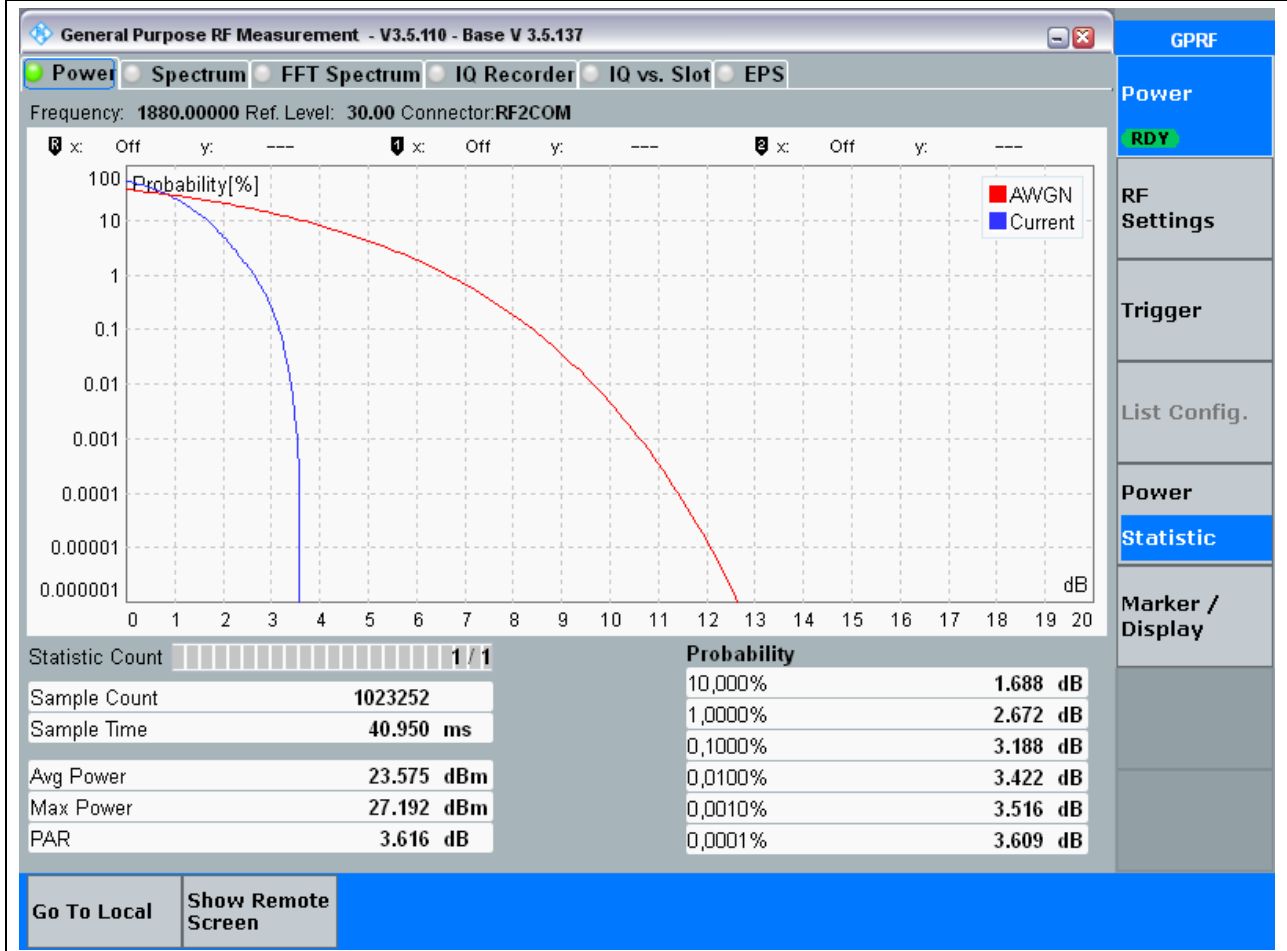 General Purpose RF Measurement - V3.5.110 - Base V 3.5.137
Power Spectrum FFT Spectrum IQ Recorder IQ vs. Slot EPS
Frequency: 1880.00000 Ref. Level: 30.00 Connector:RF2COM
R x: Off y: --- 1 x: Off y: --- 2 x: Off y: ---
Probability[%]
AWGN
Current
100
10
1
0.1
0.01
0.001
0.0001
0.00001
0.000001
dB
0 1 2 3 4 5 6 7 8 9 10 11 12 13 14 15 16 17 18 19 20
Statistic Count 1 / 1
Sample Count 1023252
Sample Time 40.950 ms
Avg Power 23.575 dBm
Max Power 27.192 dBm
PAR 3.616 dB
Probability
10,000% 1.688 dB
1,0000% 2.672 dB
0,1000% 3.188 dB
0,0100% 3.422 dB
0,0010% 3.516 dB
0,0001% 3.609 dB
GPRF
Power
RDY
RF
Settings
Trigger
List Config.
Power
Statistic
Marker /
Display
Go To Local
Show Remote
Screen